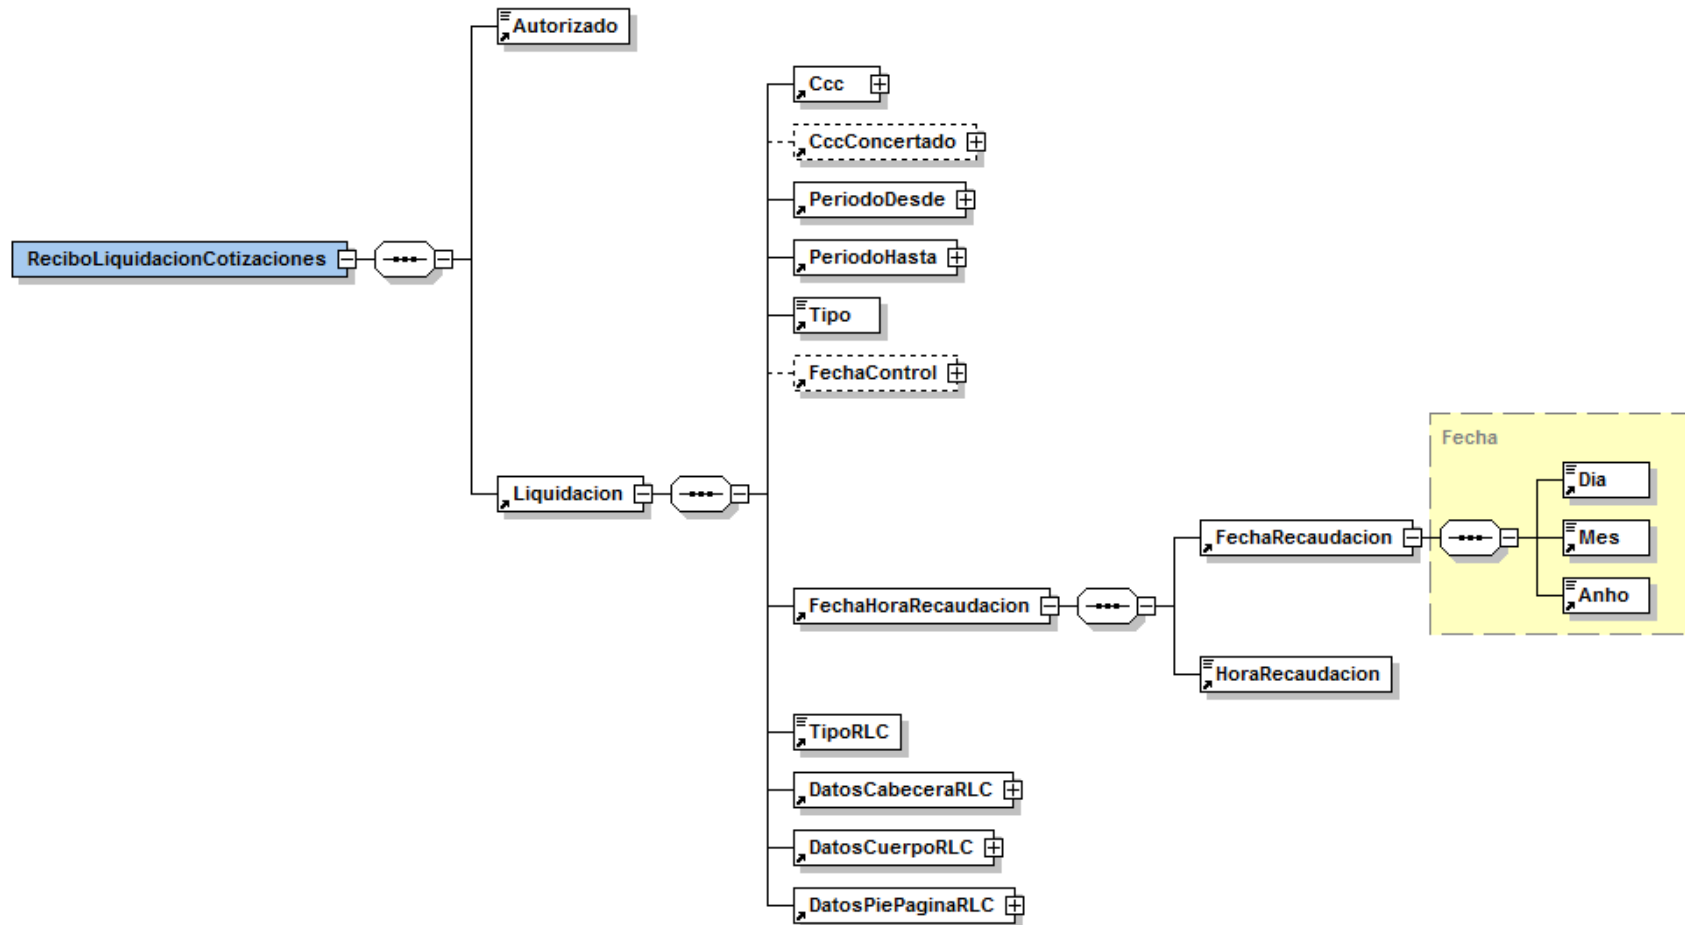 Autorizado
Ccc
CccConcertado
PeriodoDesde
ReciboLiquidacionCotizaciones
PeriodoHasta
Tipo
FechaControl
Fecha
Dia
Liquidacion
FechaRecaudacion
Mes
Anho
FechaHoraRecaudacion
HoraRecaudacion
TipoRLC
DatosCabeceraRLC
DatosCuerpoRLC
DatosPiePaginaRLC